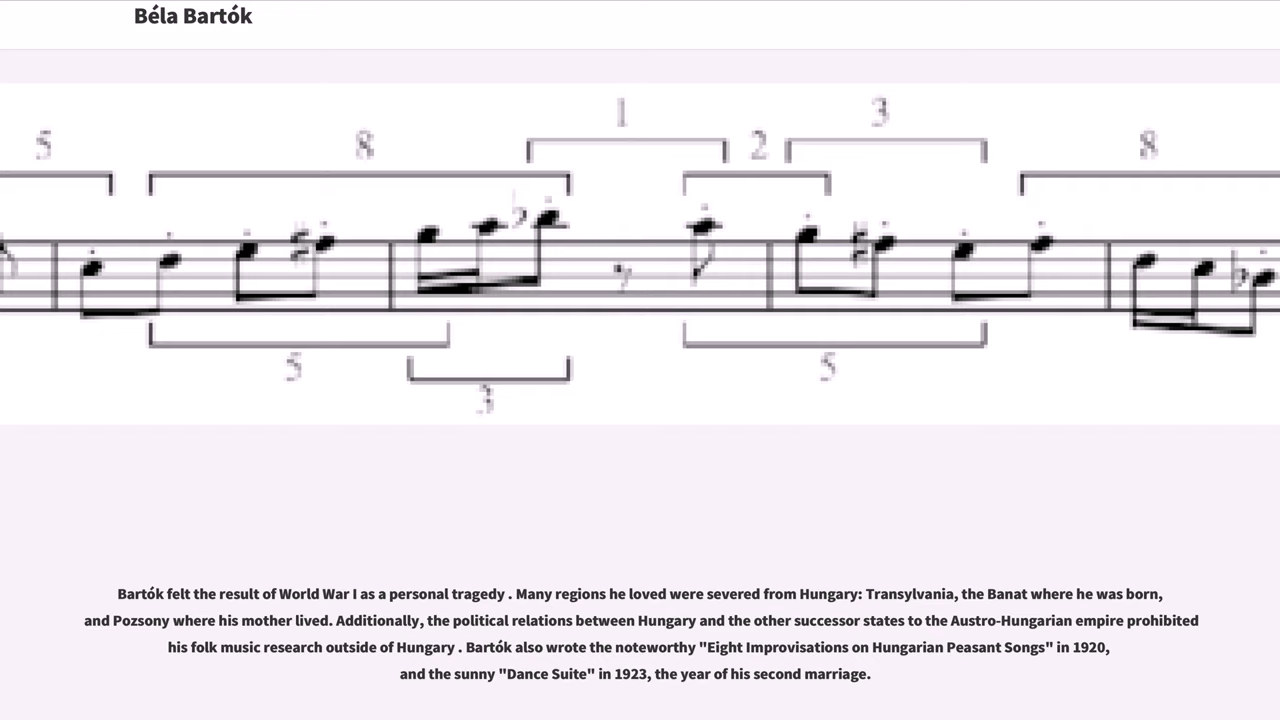 Béla Bartók
1
3
5
8
2
8
5
5
3
Bartók felt the result of World War I as a personal tragedy . Many regions he loved were severed from Hungary: Transylvania, the Banat where he was born,
and Pozsony where his mother lived. Additionally, the political relations between Hungary and the other successor states to the Austro-Hungarian empire prohibited
his folk music research outside of Hungary . Bartók also wrote the noteworthy "Eight Improvisations on Hungarian Peasant Songs" in 1920,
and the sunny "Dance Suite" in 1923, the year of his second marriage.